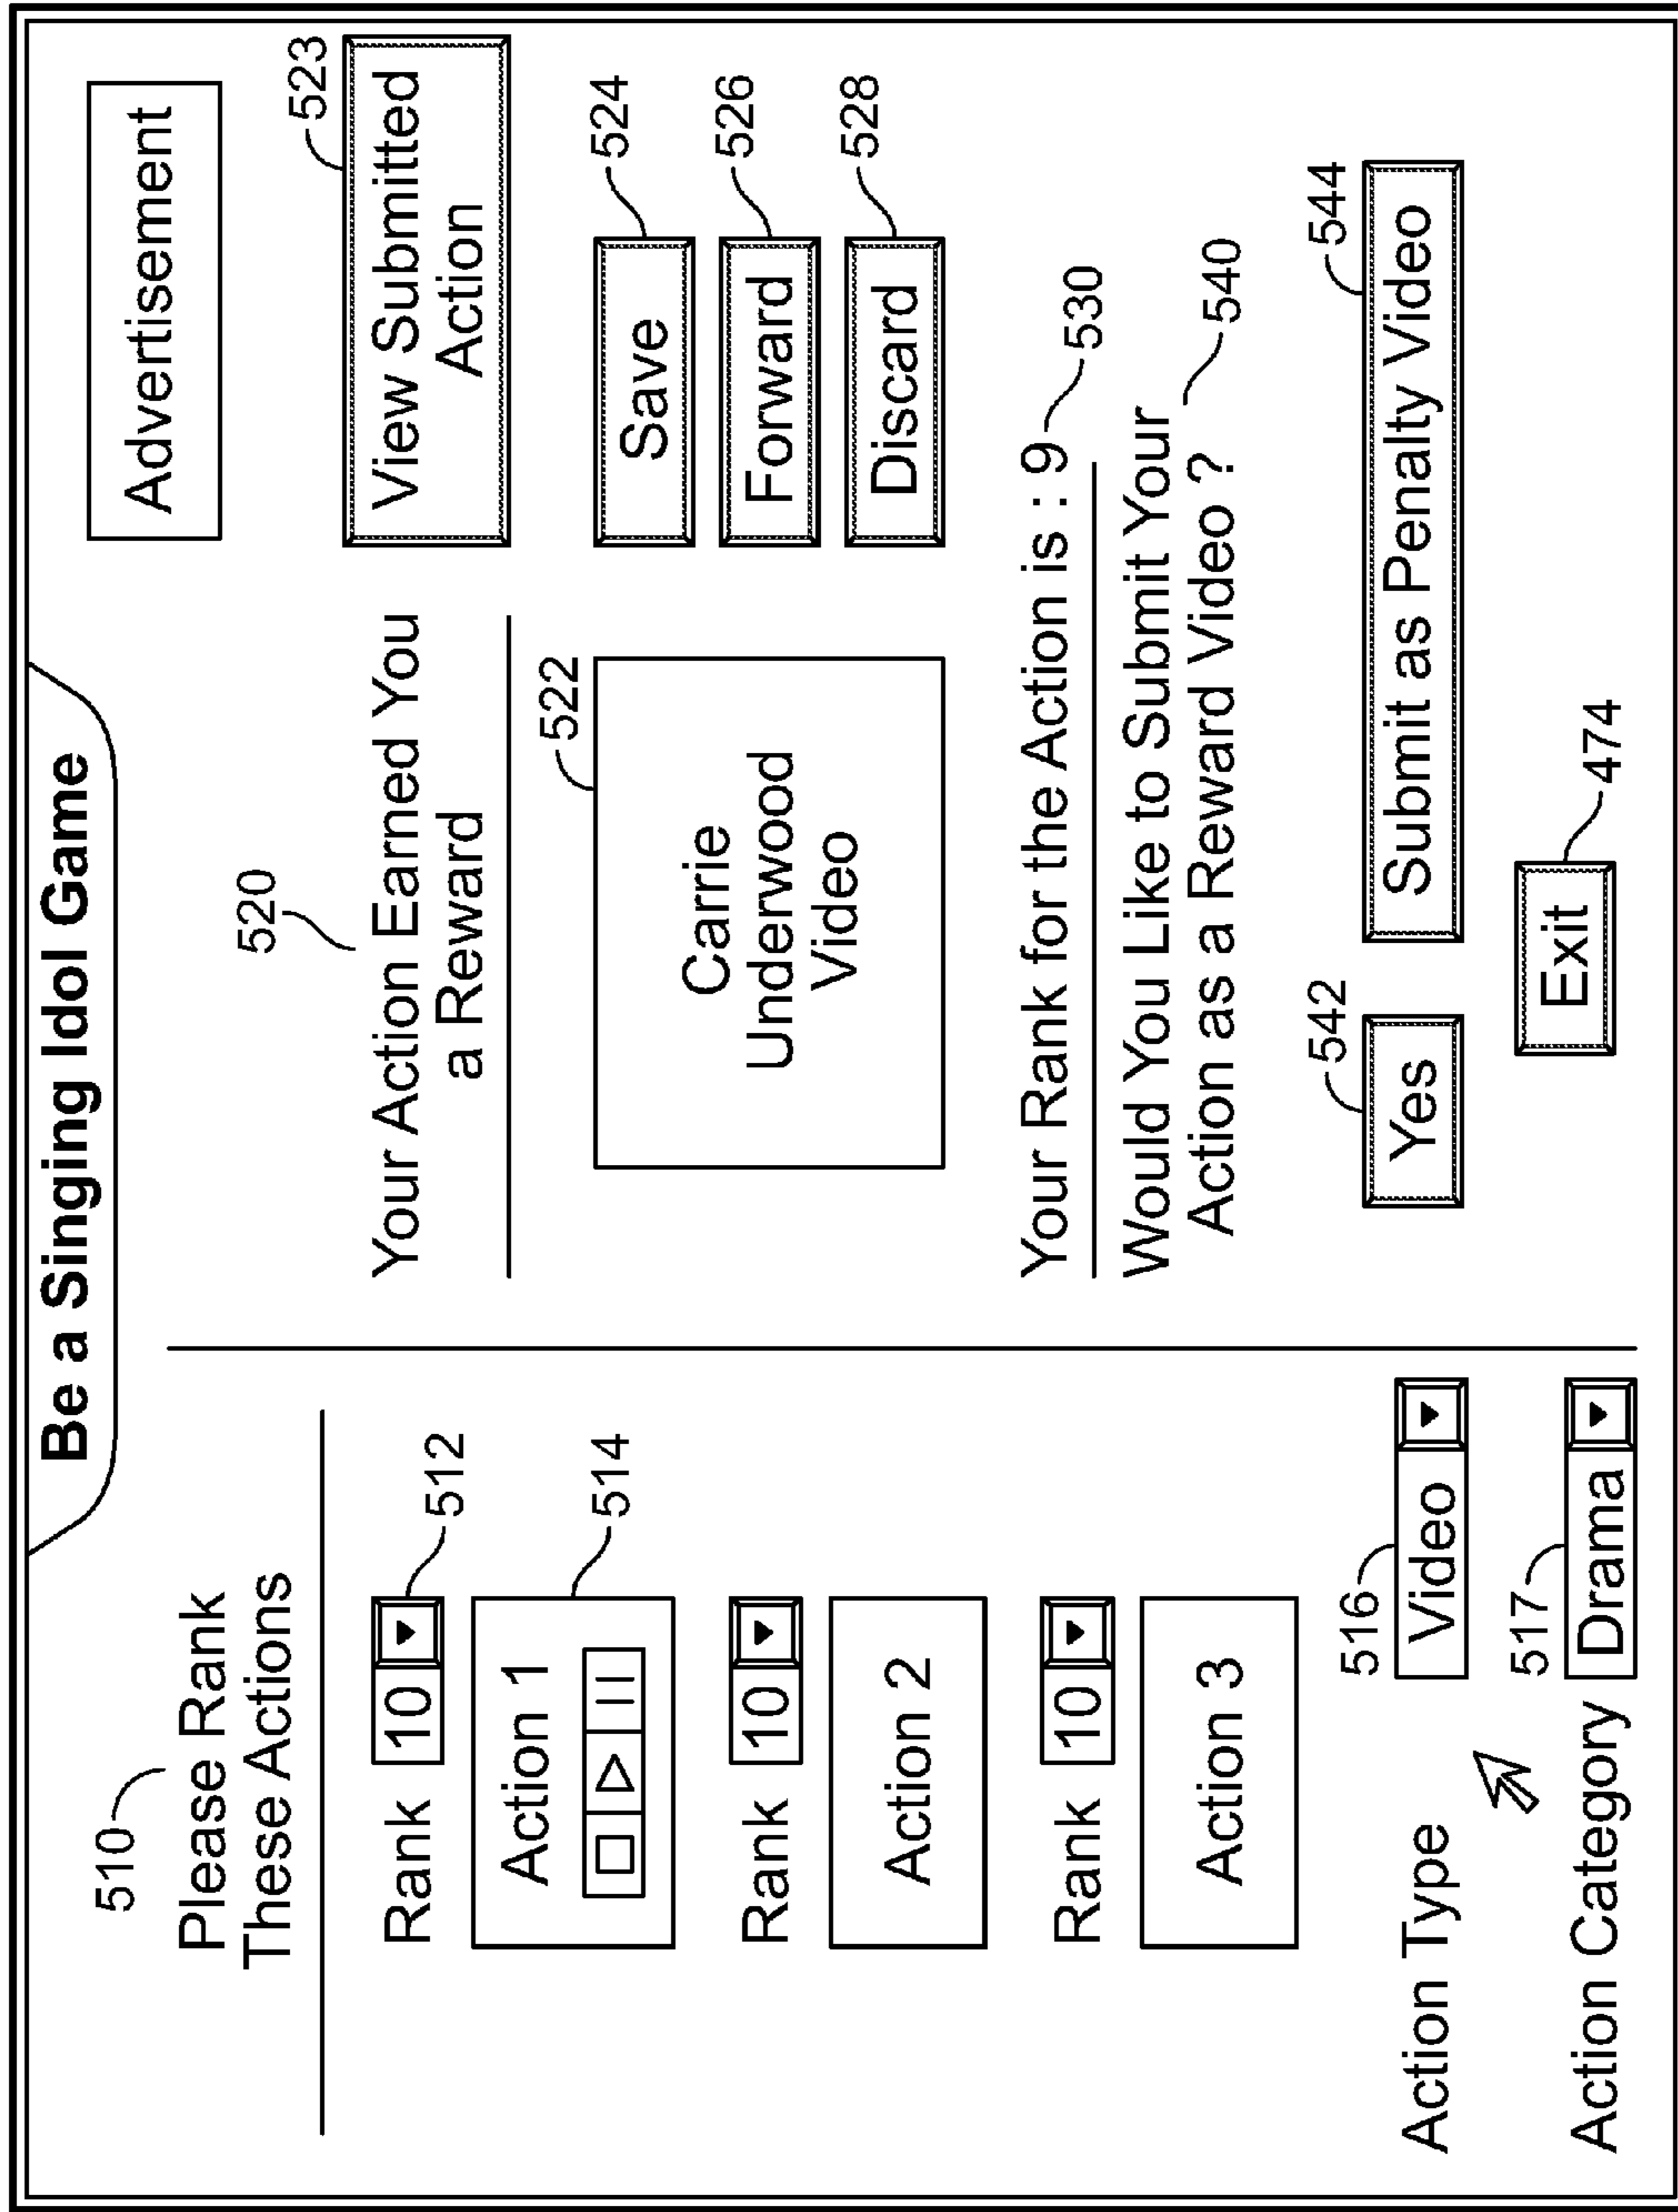 Be a Singing Idol Game
510
Please Rank
These Actions
Rank 10
512
Action 1
514
Rank 10
Action 2
Rank 10
Action 3
Action Type
516
Video
Action Category
517
Drama
Advertisement
520
Your Action Earned You
a Reward
523
View Submitted
Action
522
Carrie
Underwood
Video
Save
524
Forward
526
Discard
528
Your Rank for the Action is : 9
530
Would You Like to Submit Your
Action as a Reward Video ?
540
542
Yes
544
Submit as Penalty Video
Exit
474